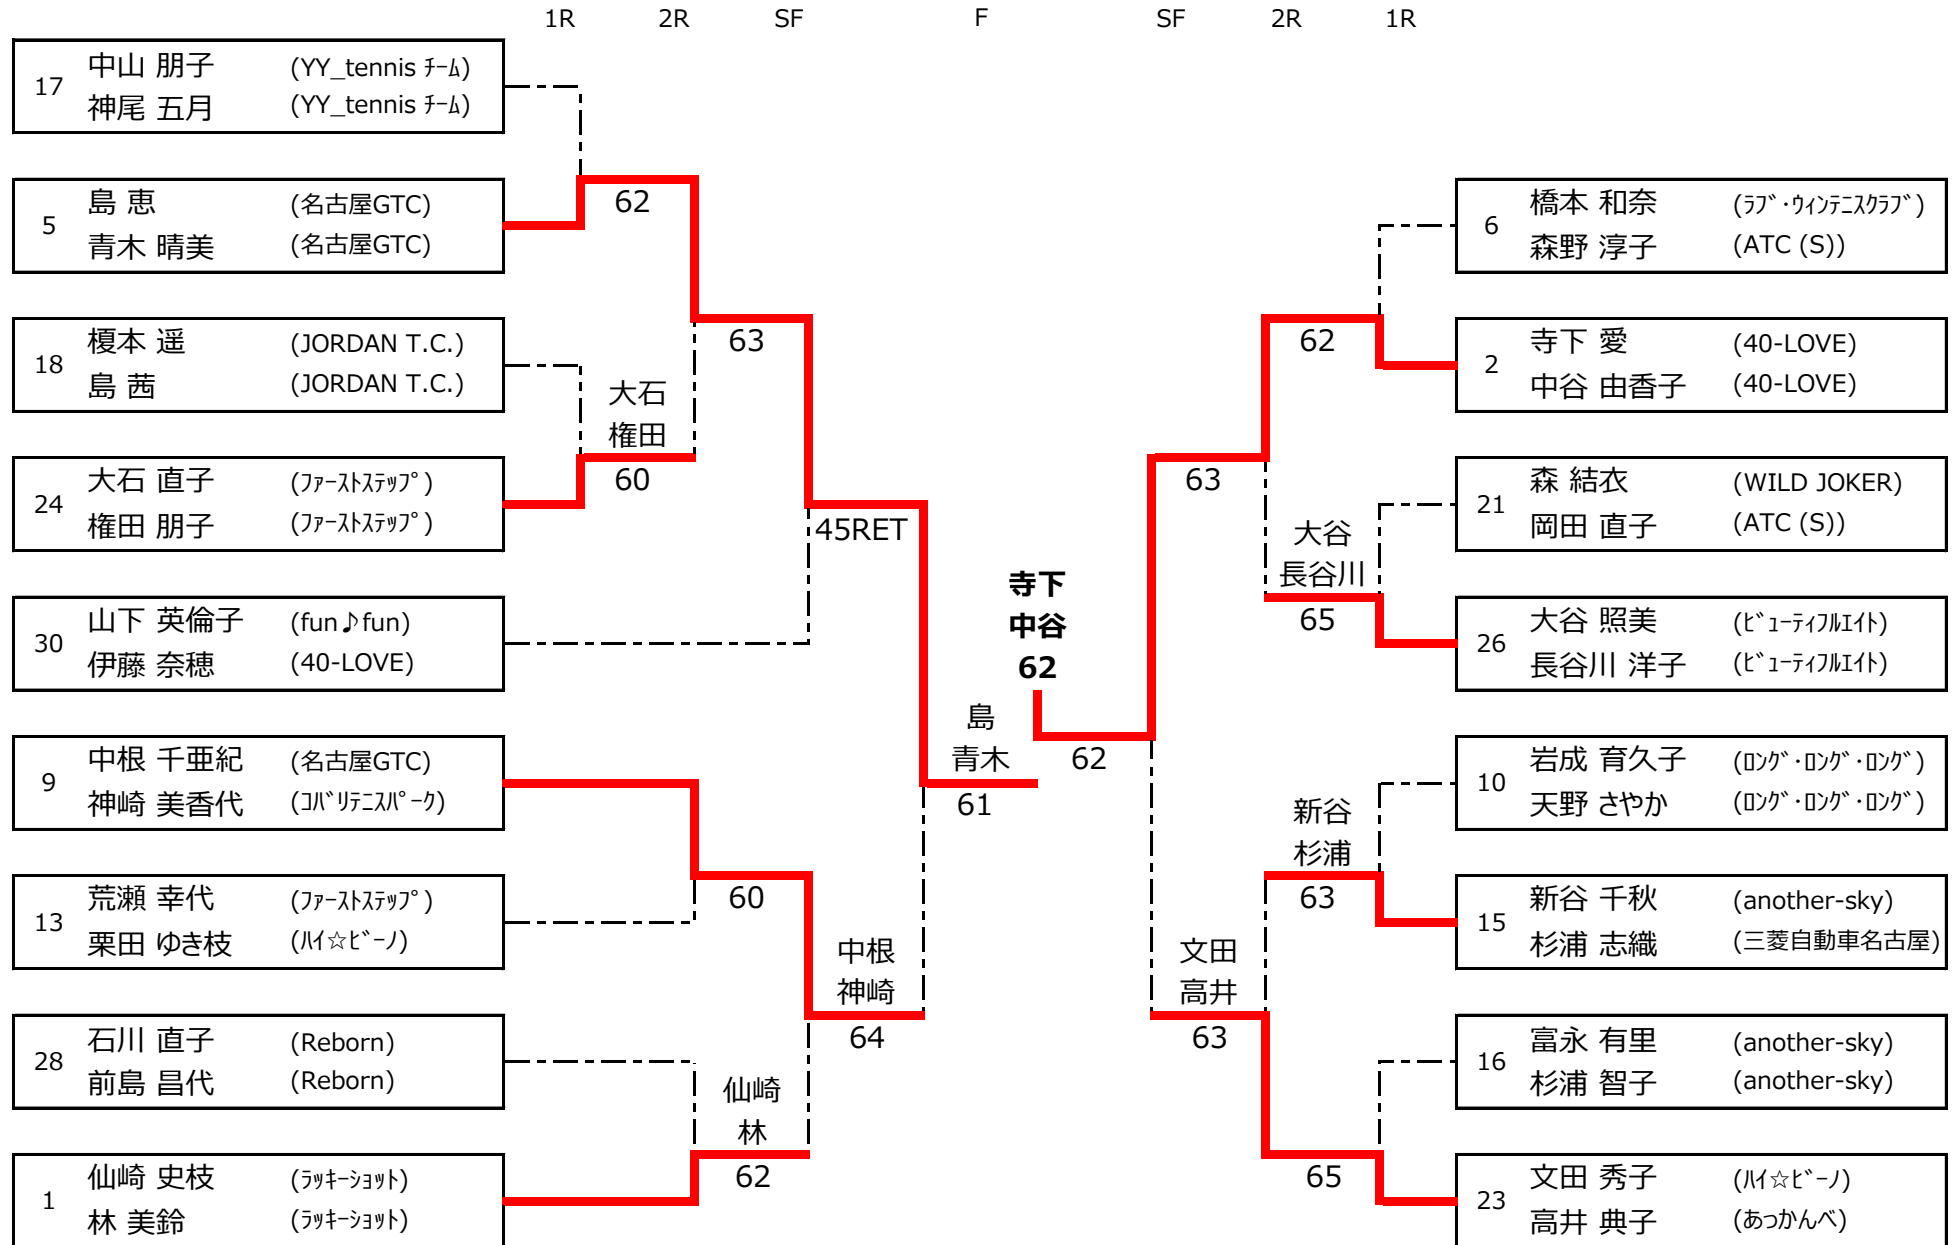 1R 2R SF F SF 2R 1R
17 中山 朋子 (YY_tennis ﾁｰﾑ)
神尾 五月 (YY_tennis ﾁｰﾑ)
5 島 恵 (名古屋GTC)
青木 晴美 (名古屋GTC)
62
18 榎本 遥 (JORDAN T.C.)
島 茜 (JORDAN T.C.)
63
大石
権田
60
24 大石 直子 (ﾌｧｰｽﾄｽﾃｯﾌﾟ)
権田 朋子 (ﾌｧｰｽﾄｽﾃｯﾌﾟ)
45RET
30 山下 英倫子 (fun♪fun)
伊藤 奈穂 (40-LOVE)
9 中根 千亜紀 (名古屋GTC)
神崎 美香代 (ｺﾊﾞﾘﾃﾆｽﾊﾟｰｸ)
島
青木
61
13 荒瀬 幸代 (ﾌｧｰｽﾄｽﾃｯﾌﾟ)
栗田 ゆき枝 (ﾊｲ☆ﾋﾞｰﾉ)
60
中根
神崎
64
28 石川 直子 (Reborn)
前島 昌代 (Reborn)
仙崎
林
62
1 仙崎 史枝 (ﾗｯｷｰｼｮｯﾄ)
林 美鈴 (ﾗｯｷｰｼｮｯﾄ)
寺下
中谷
62
62
6 橋本 和奈 (ﾗﾌﾞ･ｳｨﾝﾃﾆｽｸﾗﾌﾞ)
森野 淳子 (ATC (S))
62
2 寺下 愛 (40-LOVE)
中谷 由香子 (40-LOVE)
63
21 森 結衣 (WILD JOKER)
岡田 直子 (ATC (S))
大谷
長谷川
65
26 大谷 照美 (ﾋﾞｭｰﾃｨﾌﾙｴｲﾄ)
長谷川 洋子 (ﾋﾞｭｰﾃｨﾌﾙｴｲﾄ)
10 岩成 育久子 (ﾛﾝｸﾞ･ﾛﾝｸﾞ･ﾛﾝｸﾞ)
天野 さやか (ﾛﾝｸﾞ･ﾛﾝｸﾞ･ﾛﾝｸﾞ)
新谷
杉浦
63
15 新谷 千秋 (another-sky)
杉浦 志織 (三菱自動車名古屋)
文田
高井
63
16 富永 有里 (another-sky)
杉浦 智子 (another-sky)
65
23 文田 秀子 (ﾊｲ☆ﾋﾞｰﾉ)
高井 典子 (あっかんべ)